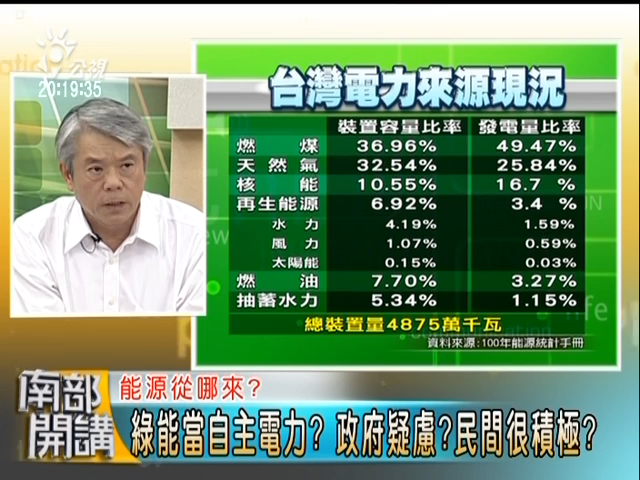 公視
20:19:35
台灣電力來源現況
裝置容量比率 發電量比率
燃煤 36.96% 49.47%
天然氣 32.54% 25.84%
核能 10.55% 16.7 %
再生能源 6.92% 3.4 %
水力 4.19% 1.59%
風力 1.07% 0.59%
太陽能 0.15% 0.03%
燃油 7.70% 3.27%
抽蓄水力 5.34% 1.15%
總裝置量4875萬千瓦
資料來源:100年能源統計手冊
南部開講
能源從哪來?
綠能當自主電力? 政府疑慮?民間很積極?